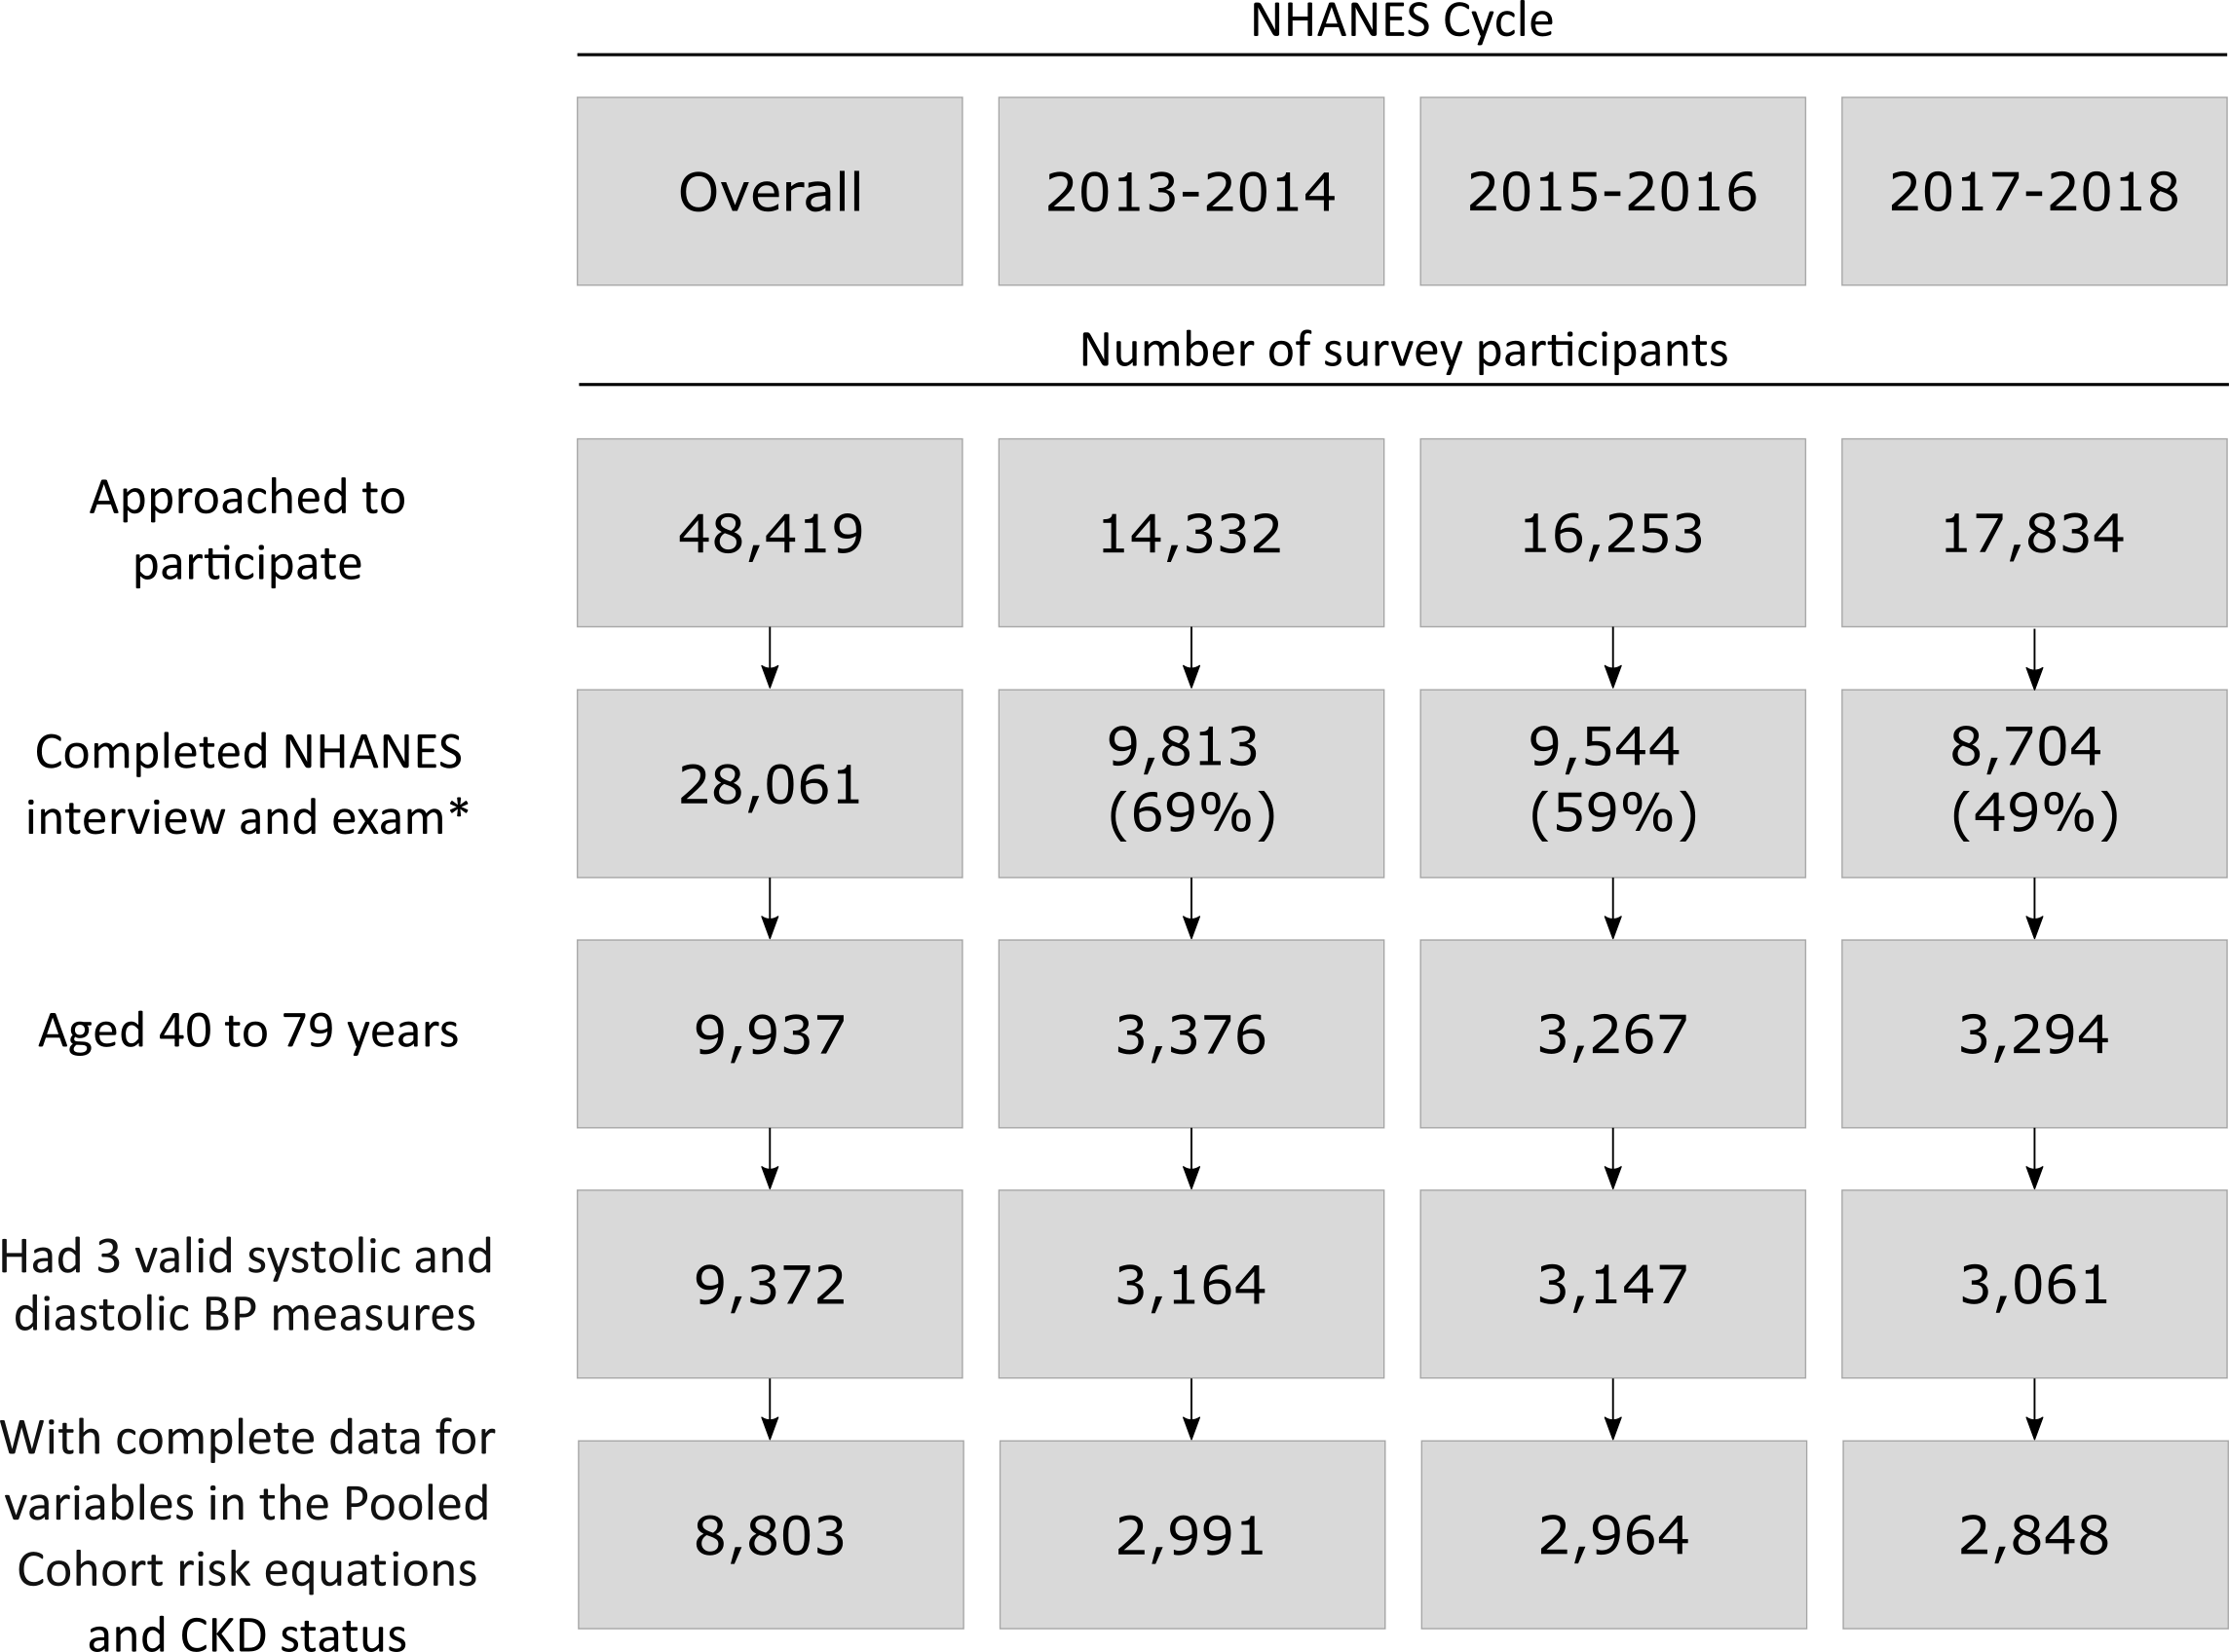 NHANES Cycle
Overall
2013-2014
2015-2016
2017-2018
Number of survey participants
Approached to
participate
48,419
14,332
16,253
17,834
Completed NHANES
interview and exam*
28,061
9,813
(69%)
9,544
(59%)
8,704
(49%)
Aged 40 to 79 years
9,937
3,376
3,267
3,294
Had 3 valid systolic and
diastolic BP measures
9,372
3,164
3,147
3,061
With complete data for
variables in the Pooled
Cohort risk equations
and CKD status
8,803
2,991
2,964
2,848